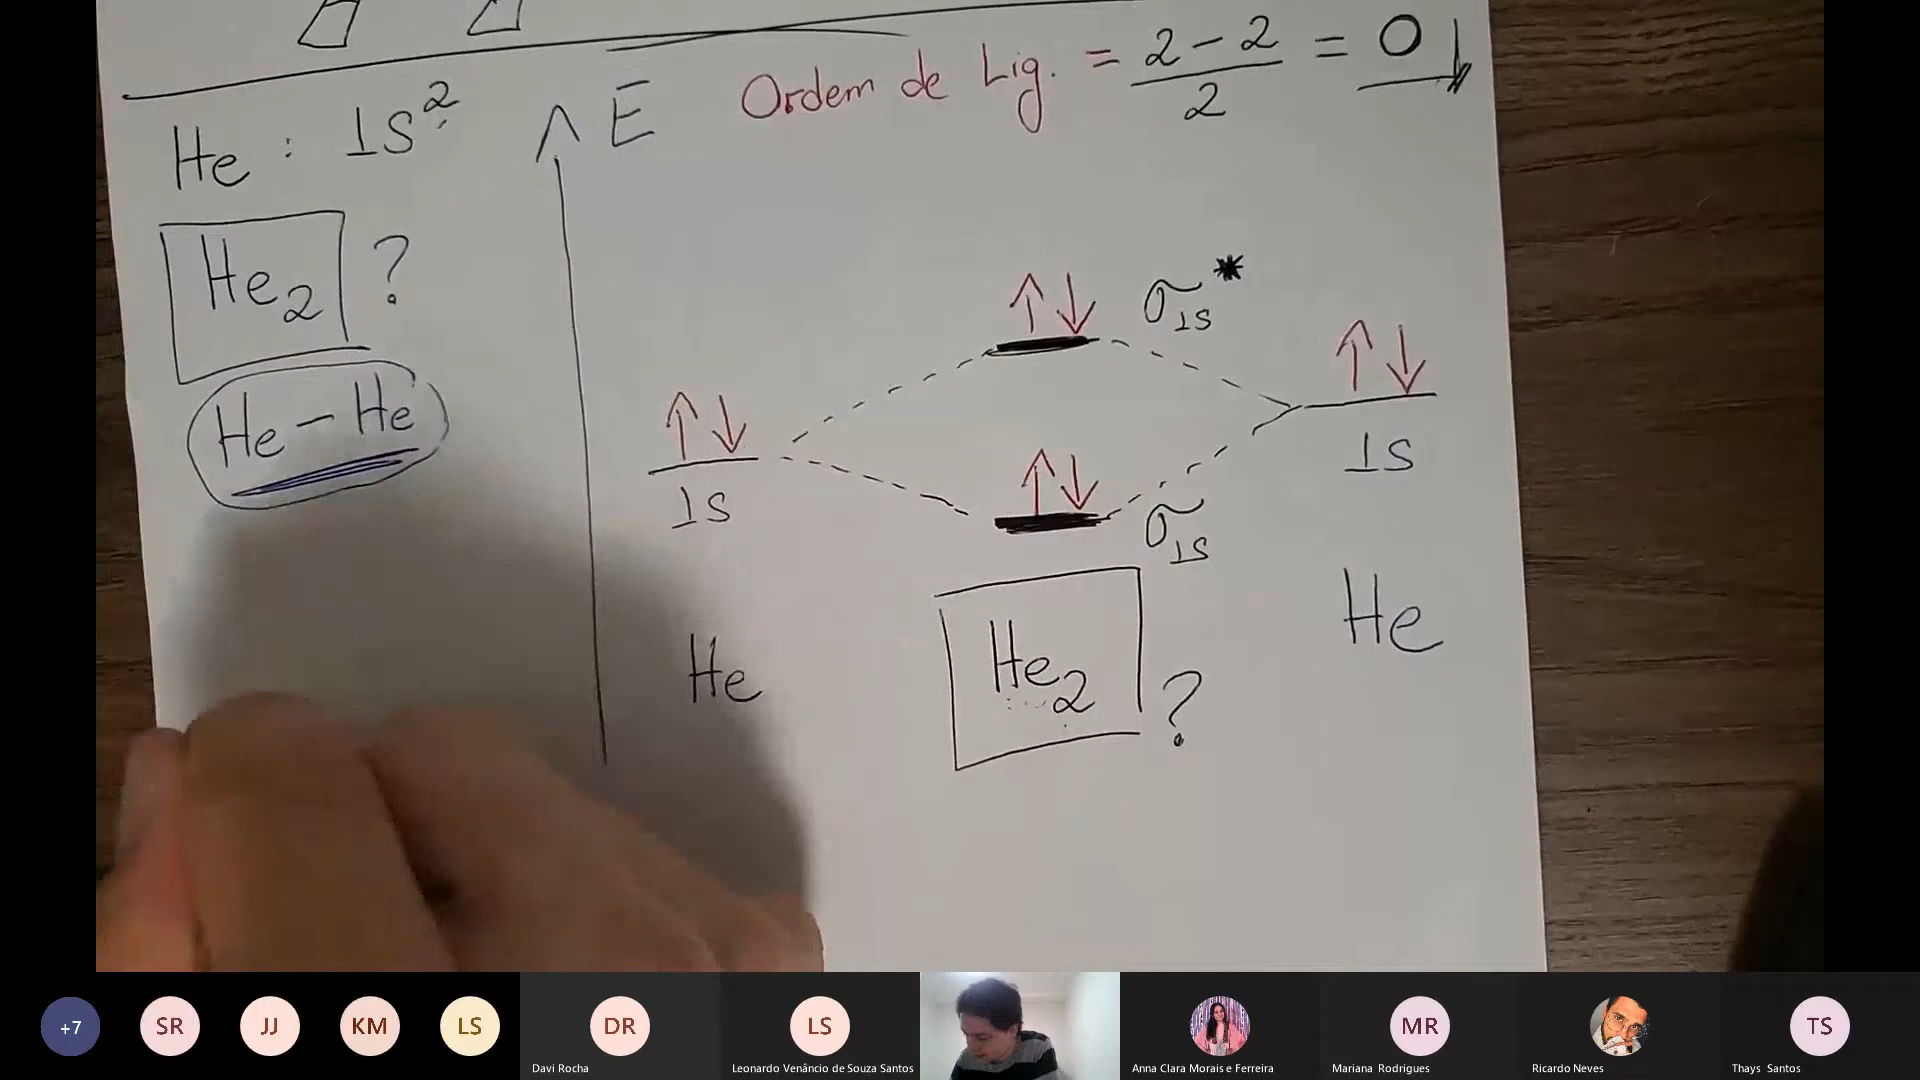 Ordem de Lig. = 2-2/2 = 0
He : 1S²
E
He₂ ?
He - He
σ1S*
1S
1S
σ1S
He
He₂ ?
He
+7
SR
JJ
KM
LS
DR
Davi Rocha
LS
Leonardo Venâncio de Souza Santos
Anna Clara Morais e Ferreira
MR
Mariana Rodrigues
Ricardo Neves
TS
Thays Santos